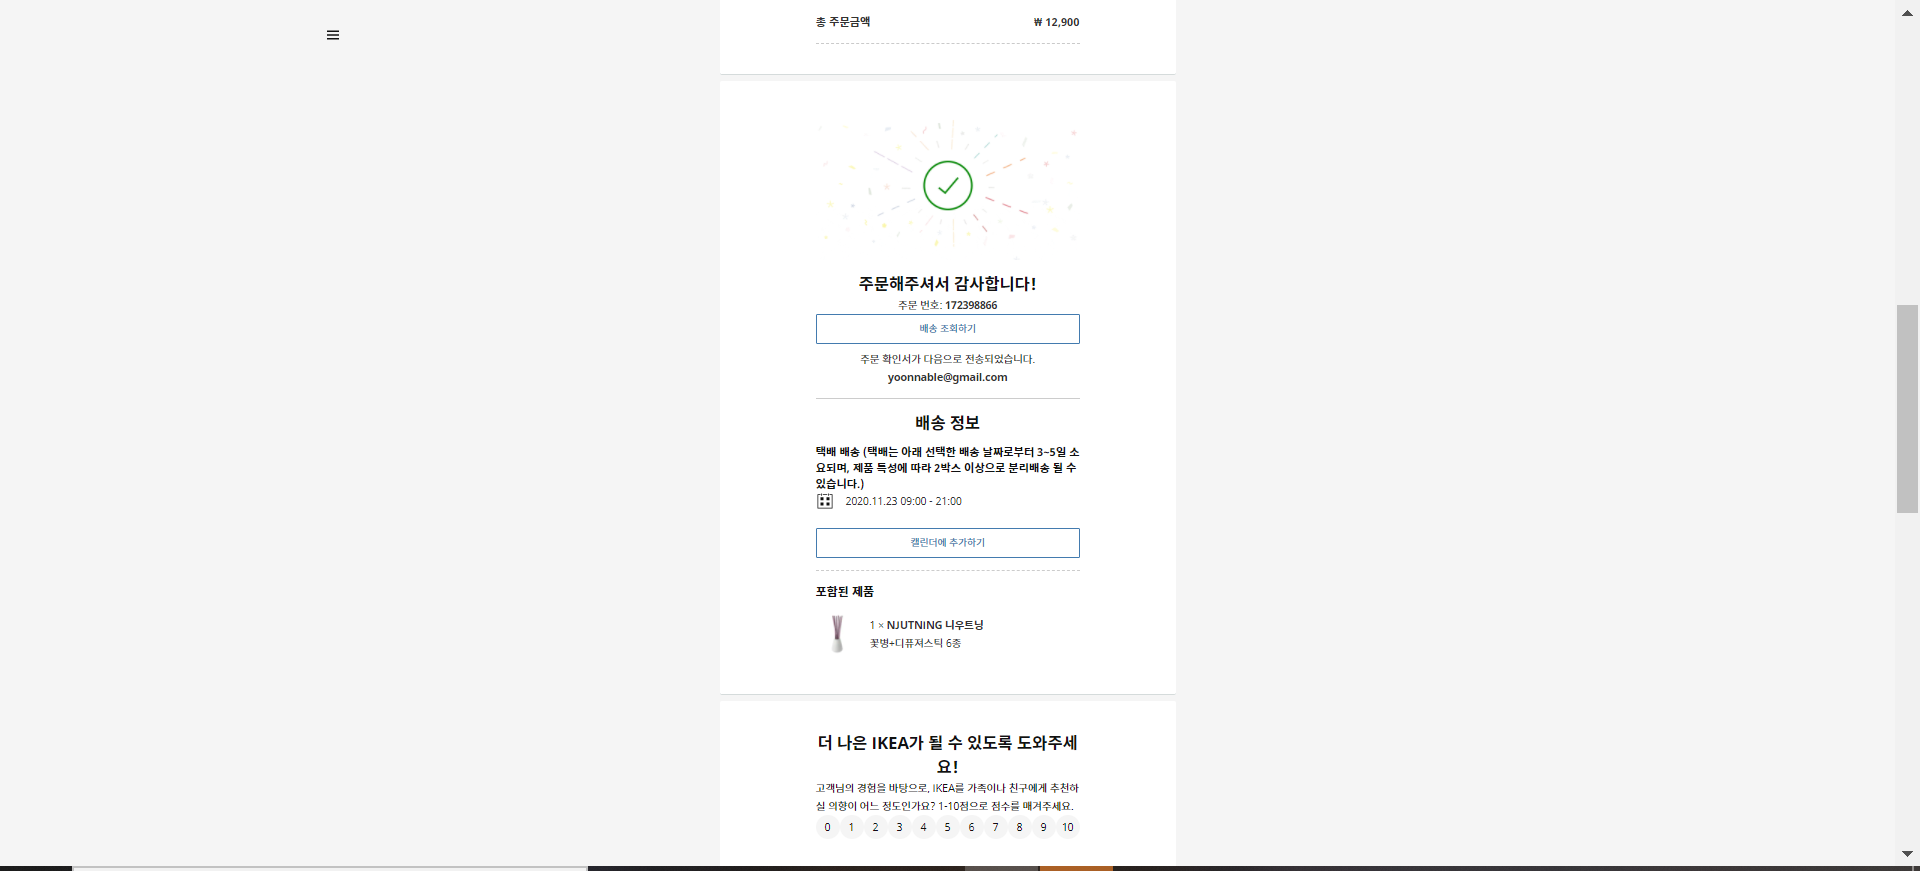 총 주문금액 ₩ 12,900
주문해주셔서 감사합니다!
주문 번호: 172398866
배송 조회하기
주문 확인서가 다음으로 전송되었습니다.
yoonnable@gmail.com
배송 정보
택배 배송 (택배는 아래 선택한 배송 날짜로부터 3~5일 소
요되며, 제품 특성에 따라 2박스 이상으로 분리배송 될 수
있습니다.)
2020.11.23 09:00 - 21:00
캘린더에 추가하기
포함된 제품
1 × NJUTNING 니우트닝
꽃병+디퓨저스틱 6종
더 나은 IKEA가 될 수 있도록 도와주세
요!
고객님의 경험을 바탕으로, IKEA를 가족이나 친구에게 추천하
실 의향이 어느 정도인가요? 1-10점으로 점수를 매겨주세요.
0 1 2 3 4 5 6 7 8 9 10